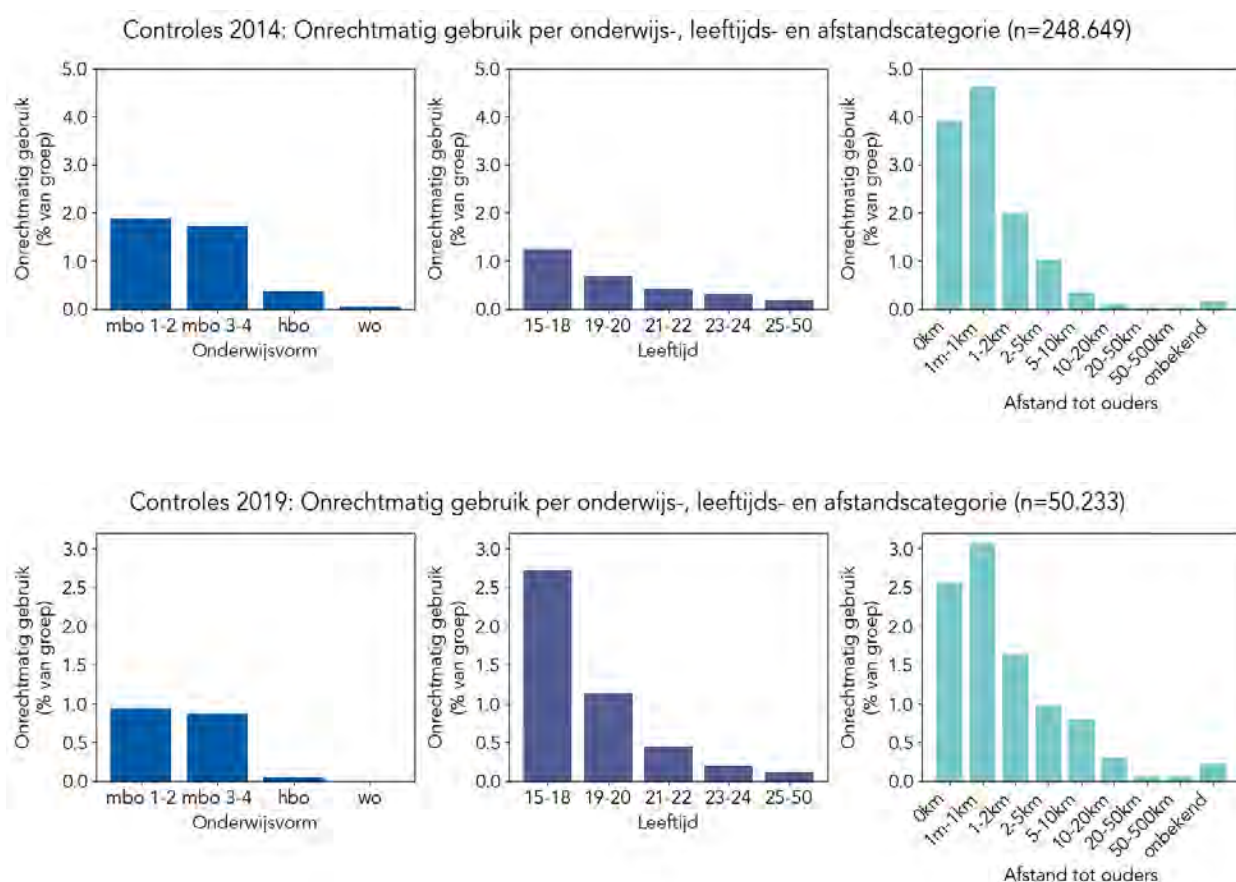 Controles 2014: Onrechtmatig gebruik per onderwijs-, leeftijds- en afstandscategorie (n=248.649)
Onrechtmatig gebruik
(% van groep)
5.0
4.0
3.0
2.0
1.0
0.0
mbo 1-2 mbo 3-4 hbo wo
Onderwijsvorm
Onrechtmatig gebruik
(% van groep)
5.0
4.0
3.0
2.0
1.0
0.0
15-18 19-20 21-22 23-24 25-50
Leeftijd
Onrechtmatig gebruik
(% van groep)
5.0
4.0
3.0
2.0
1.0
0.0
0km
1m-1km
1-2km
2-5km
5-10km
10-20km
20-50km
50-500km
onbekend
Afstand tot ouders
Controles 2019: Onrechtmatig gebruik per onderwijs-, leeftijds- en afstandscategorie (n=50.233)
Onrechtmatig gebruik
(% van groep)
3.0
2.5
2.0
1.5
1.0
0.5
0.0
mbo 1-2 mbo 3-4 hbo wo
Onderwijsvorm
Onrechtmatig gebruik
(% van groep)
3.0
2.5
2.0
1.5
1.0
0.5
0.0
15-18 19-20 21-22 23-24 25-50
Leeftijd
Onrechtmatig gebruik
(% van groep)
3.0
2.5
2.0
1.5
1.0
0.5
0.0
0km
1m-1km
1-2km
2-5km
5-10km
10-20km
20-50km
50-500km
onbekend
Afstand tot ouders